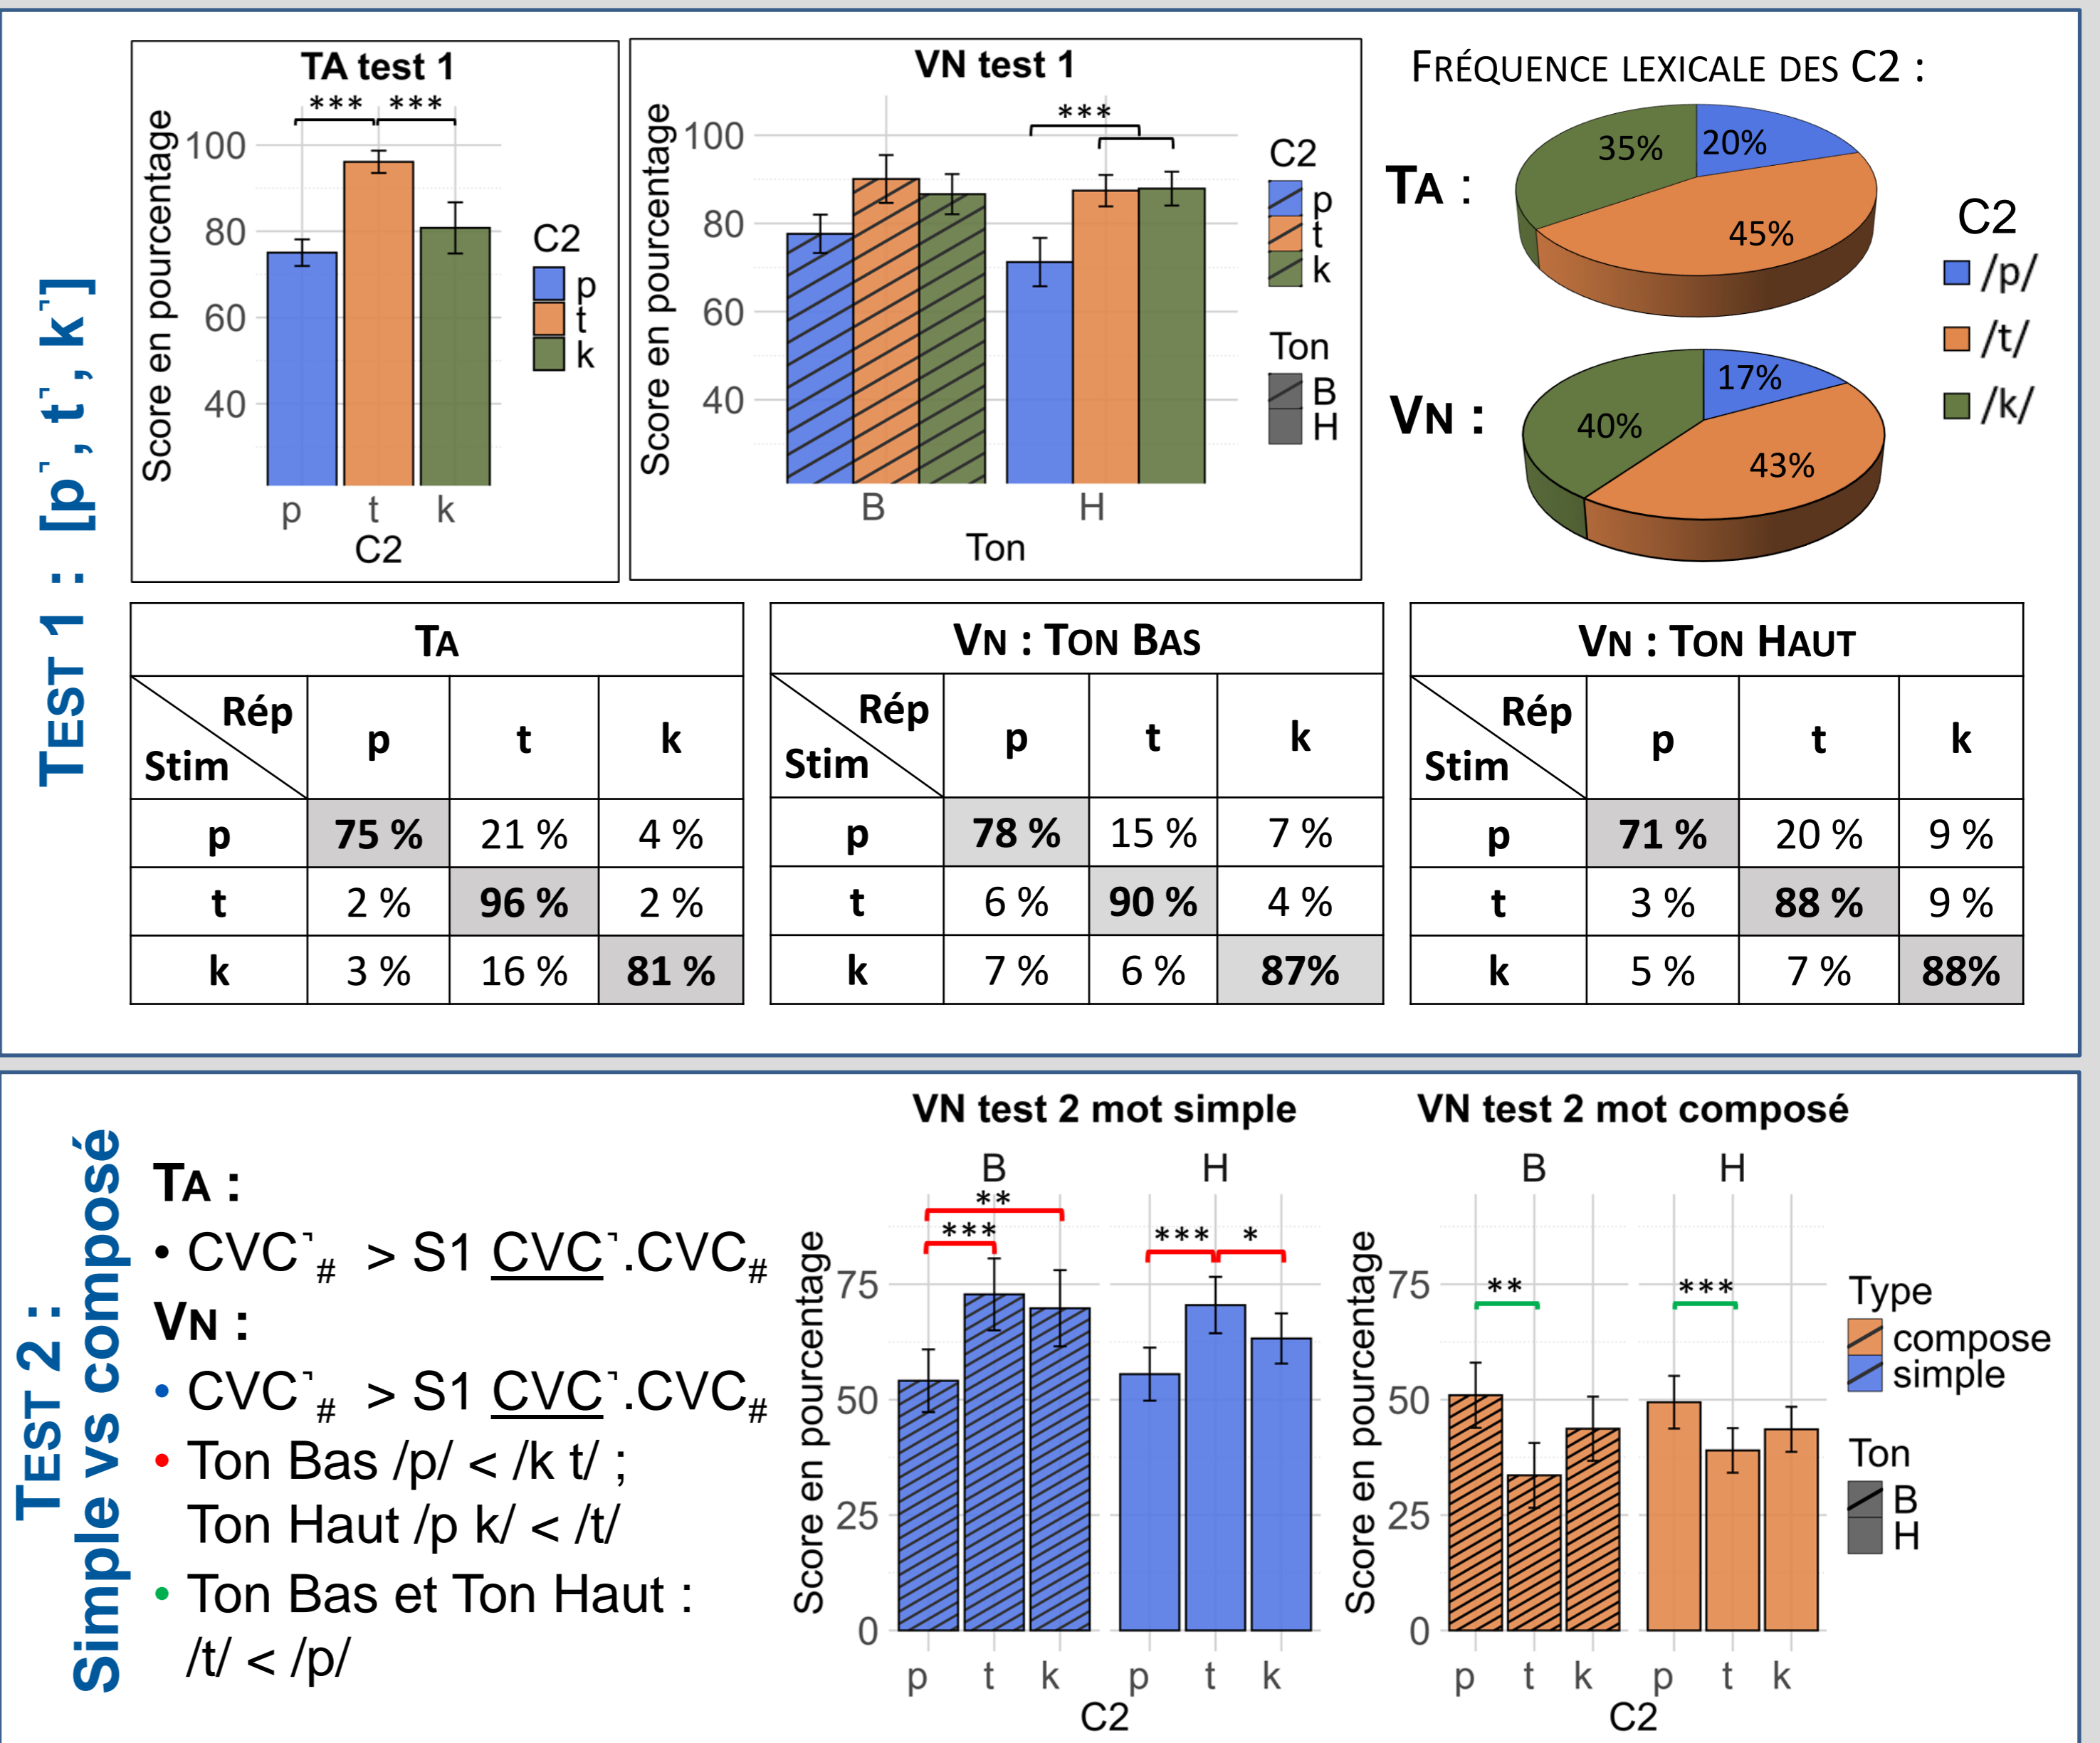 TEST 1 : [p̚, t̚, k̚]
TA test 1
*** ***
Score en pourcentage
100
80
60
40
p t k
C2
C2
p
t
k
VN test 1
***
Score en pourcentage
100
80
60
40
B H
Ton
C2
p
t
k
Ton
B
H
FRÉQUENCE LEXICALE DES C2 :
TA :
35% 20%
45%
VN :
17%
40%
43%
C2
/p/
/t/
/k/
TA
Rép
Stim
p t k
p 75 % 21 % 4 %
t 2 % 96 % 2 %
k 3 % 16 % 81 %
VN : TON BAS
Rép
Stim
p t k
p 78 % 15 % 7 %
t 6 % 90 % 4 %
k 7 % 6 % 87%
VN : TON HAUT
Rép
Stim
p t k
p 71 % 20 % 9 %
t 3 % 88 % 9 %
k 5 % 7 % 88%
TEST 2 :
Simple vs composé
TA :
• CVC̚# > S1 CVC̚.CVC#
VN :
• CVC̚# > S1 CVC̚.CVC#
• Ton Bas /p/ < /k t/ ;
Ton Haut /p k/ < /t/
• Ton Bas et Ton Haut :
/t/ < /p/
VN test 2 mot simple
B H
**
***
*** *
Score en pourcentage
75
50
25
0
p t k p t k
C2
VN test 2 mot composé
B H
** ***
Score en pourcentage
75
50
25
0
p t k p t k
C2
Type
compose
simple
Ton
B
H